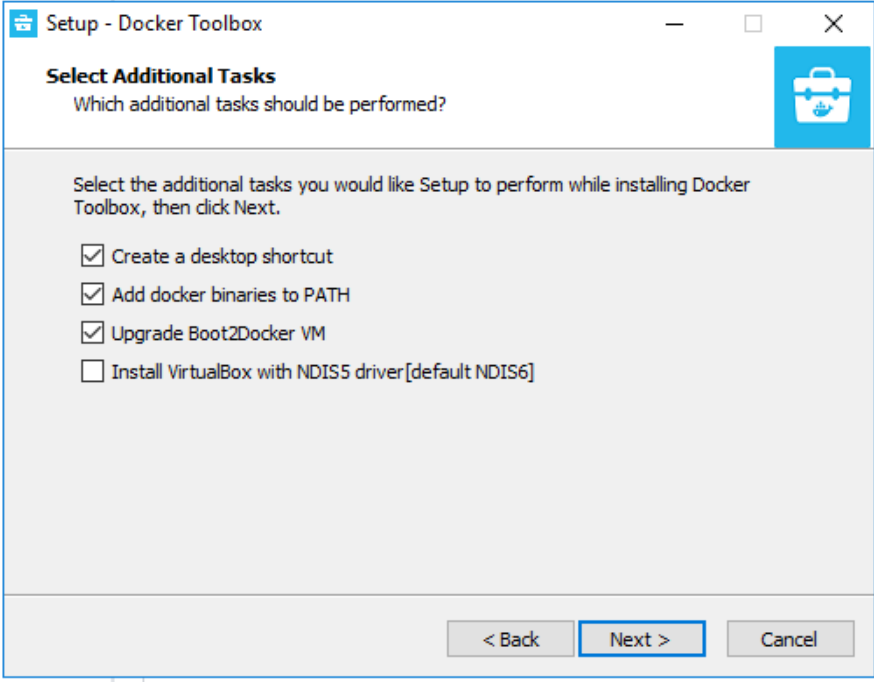 Setup - Docker Toolbox
Select Additional Tasks
Which additional tasks should be performed?
Select the additional tasks you would like Setup to perform while installing Docker
Toolbox, then click Next.
Create a desktop shortcut
Add docker binaries to PATH
Upgrade Boot2Docker VM
Install VirtualBox with NDIS5 driver[default NDIS6]
< Back Next > Cancel